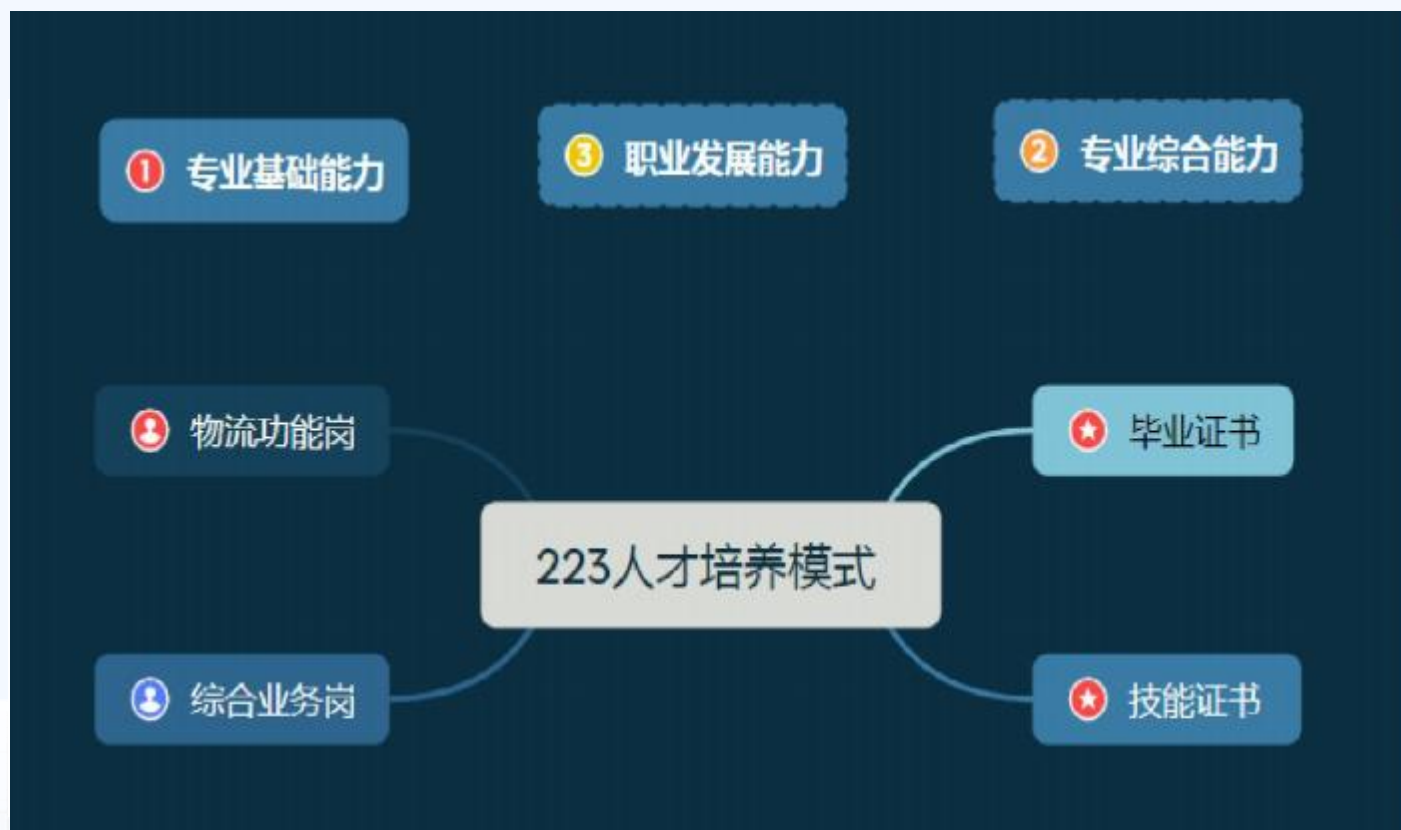 1 专业基础能力
3 职业发展能力
2 专业综合能力
物流功能岗
毕业证书
223人才培养模式
综合业务岗
技能证书